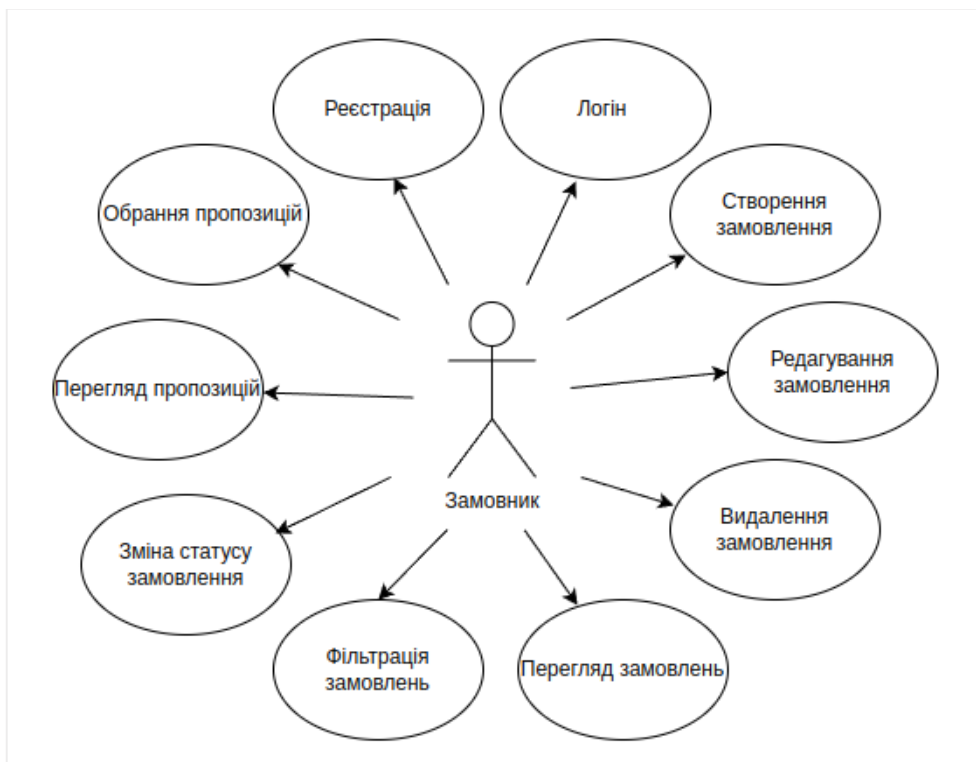 Реєстрація
Логін
Обрання пропозицій
Створення
замовлення
Перегляд пропозицій
Редагування
замовлення
Замовник
Зміна статусу
замовлення
Видалення
замовлення
Фільтрація
замовлень
Перегляд замовлень